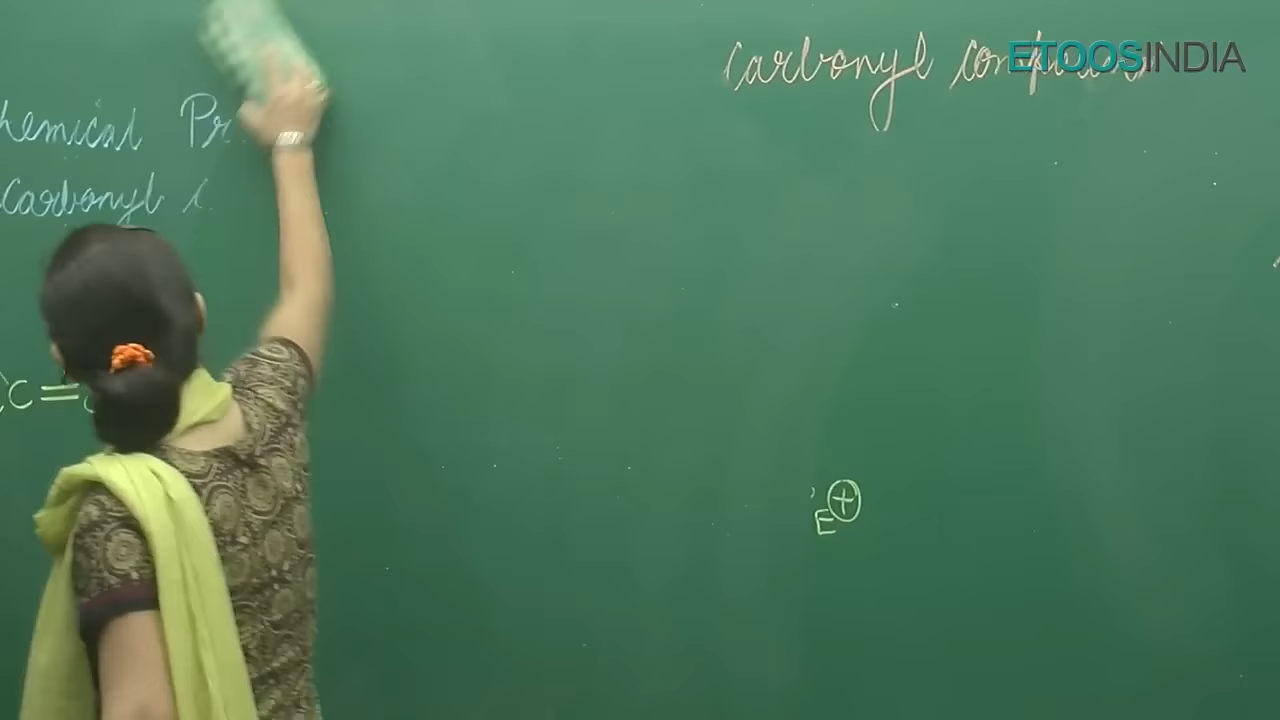 carbonyl
ETOOSINDIA
hemical Pr
Carbonyl
C=
E⊕